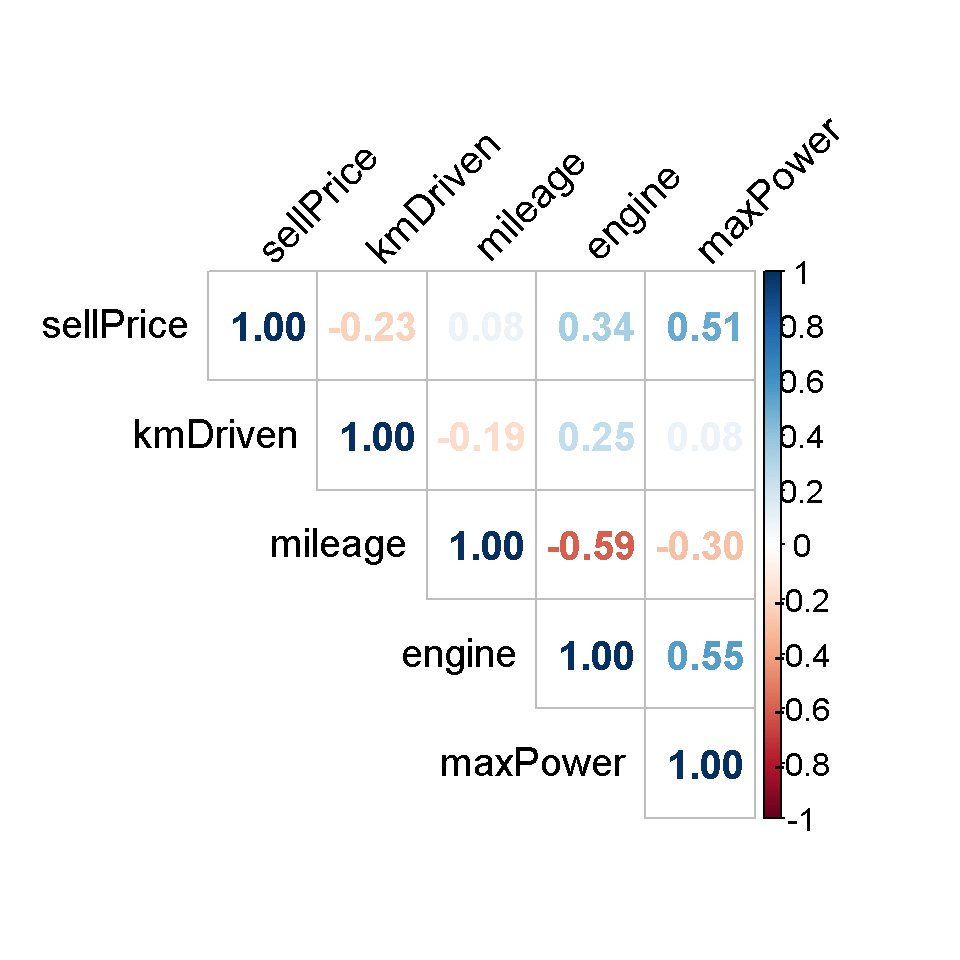 sellPrice kmDriven mileage engine maxPower
sellPrice 1.00 -0.23 0.08 0.34 0.51
kmDriven 1.00 -0.19 0.25 0.08
mileage 1.00 -0.59 -0.30
engine 1.00 0.55
maxPower 1.00
1
0.8
0.6
0.4
0.2
0
-0.2
-0.4
-0.6
-0.8
-1